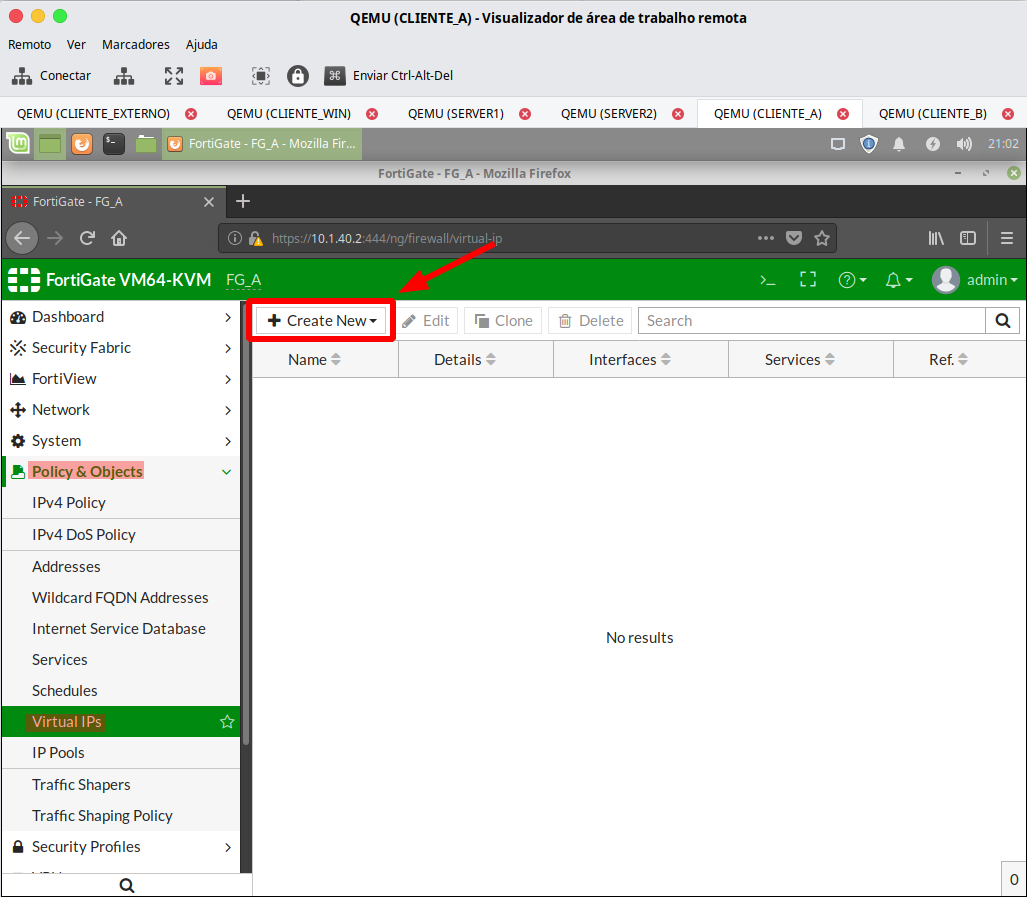 QEMU (CLIENTE_A) - Visualizador de área de trabalho remota
Remoto Ver Marcadores Ajuda
Conectar Enviar Ctrl-Alt-Del
QEMU (CLIENTE_EXTERNO) QEMU (CLIENTE_WIN) QEMU (SERVER1) QEMU (SERVER2) QEMU (CLIENTE_A) QEMU (CLIENTE_B)
FortiGate - FG_A - Mozilla Fir... 21:02
FortiGate - FG_A - Mozilla Firefox
FortiGate - FG_A
https://10.1.40.2:444/ng/firewall/virtual-ip
FortiGate VM64-KVM FG_A admin
Create New Edit Clone Delete Search
Name Details Interfaces Services Ref.
Dashboard
Security Fabric
FortiView
Network
System
Policy & Objects
IPv4 Policy
IPv4 DoS Policy
Addresses
Wildcard FQDN Addresses
Internet Service Database
Services
Schedules
Virtual IPs
IP Pools
Traffic Shapers
Traffic Shaping Policy
Security Profiles
No results
0